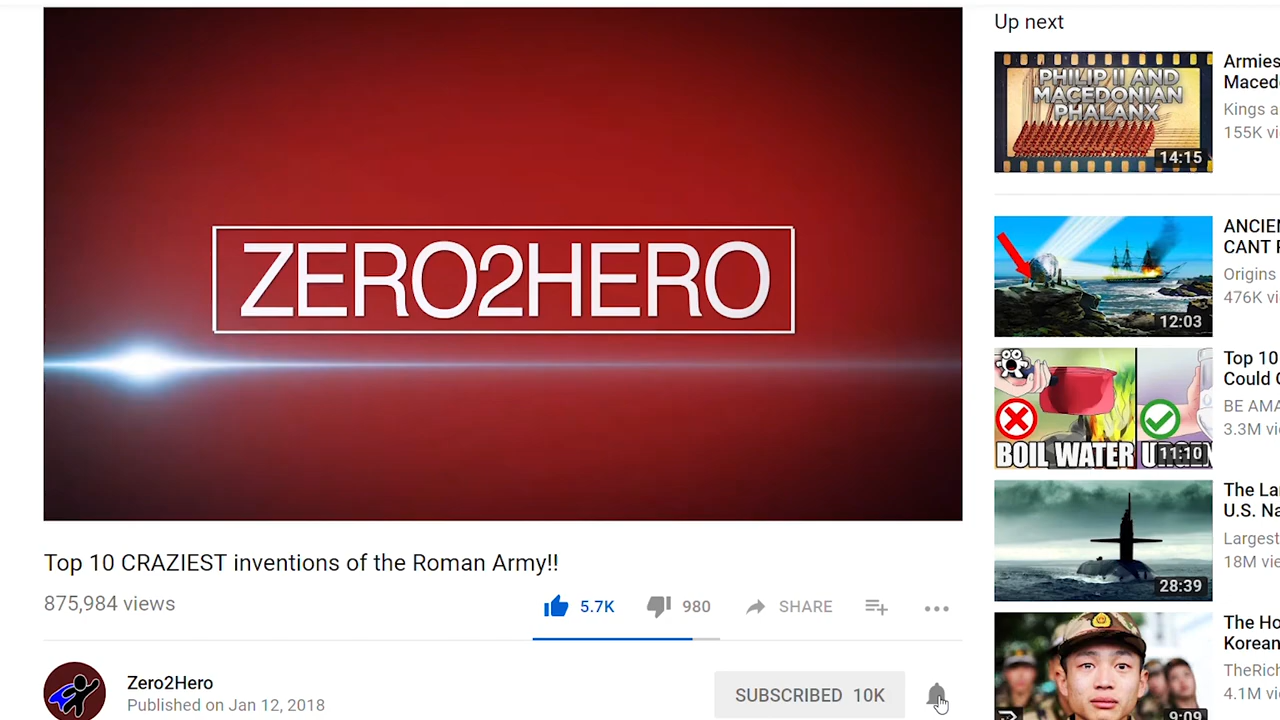 ZERO2HERO
Top 10 CRAZIEST inventions of the Roman Army!!
875,984 views
5.7K
980
SHARE
Zero2Hero
Published on Jan 12, 2018
SUBSCRIBED 10K
Up next
PHILIP II AND
MACEDONIAN
PHALANX
14:15
Armies
Maced
Kings a
155K vi
12:03
ANCIEN
CANT
Origins
476K vi
BOIL WATER
11:10
Top 10
Could
BE AMA
3.3M vie
28:39
The La
U.S. Na
Largest
18M vie
9:09
The Ho
Korean
TheRich
4.1M vi